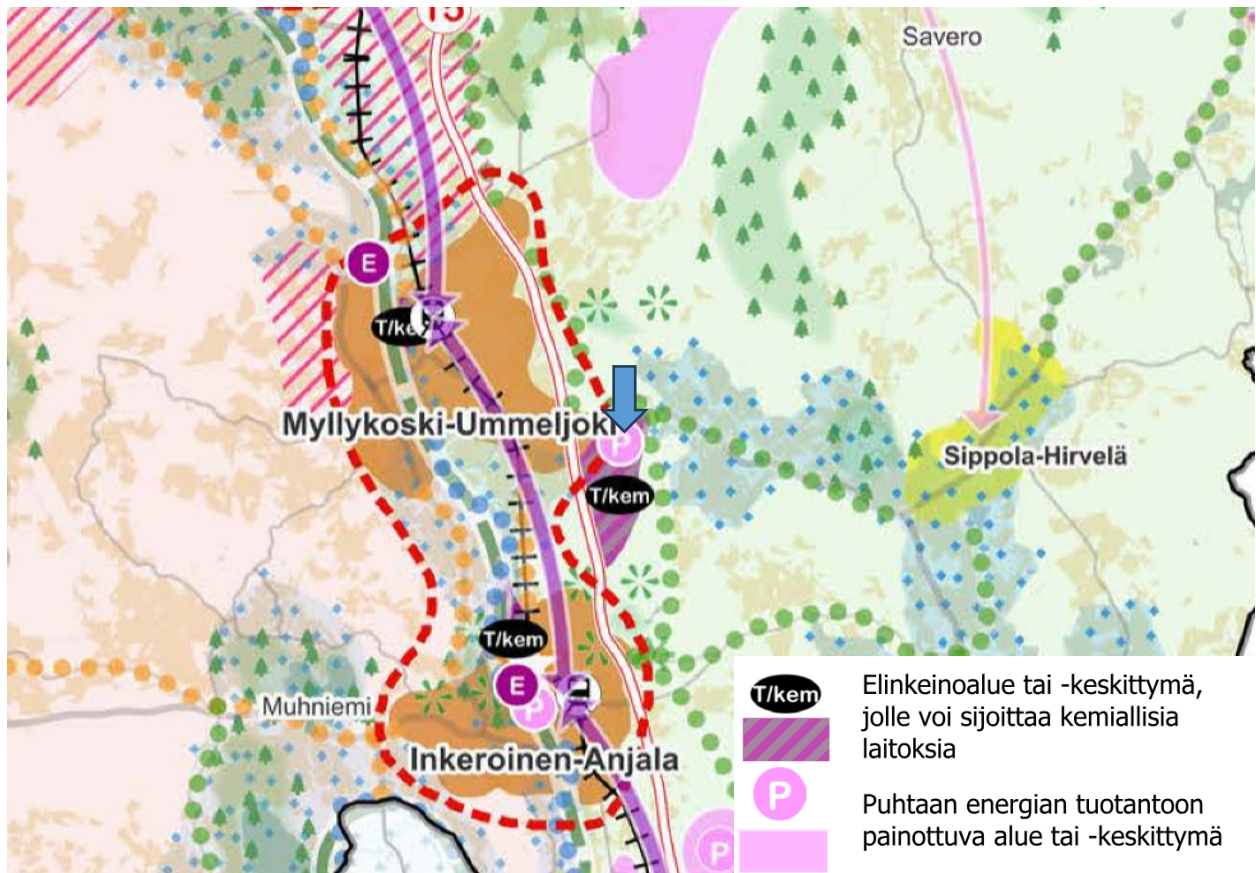 15
Savero
E
T/kem
Myllykoski-Ummeljoki
P
Sippola-Hirvelä
T/kem
T/kem
E
P
Muhniemi
Inkeroinen-Anjala
P
T/kem
Elinkeinoalue tai -keskittymä,
jolle voi sijoittaa kemiallisia
laitoksia
P
Puhtaan energian tuotantoon
painottuva alue tai -keskittymä